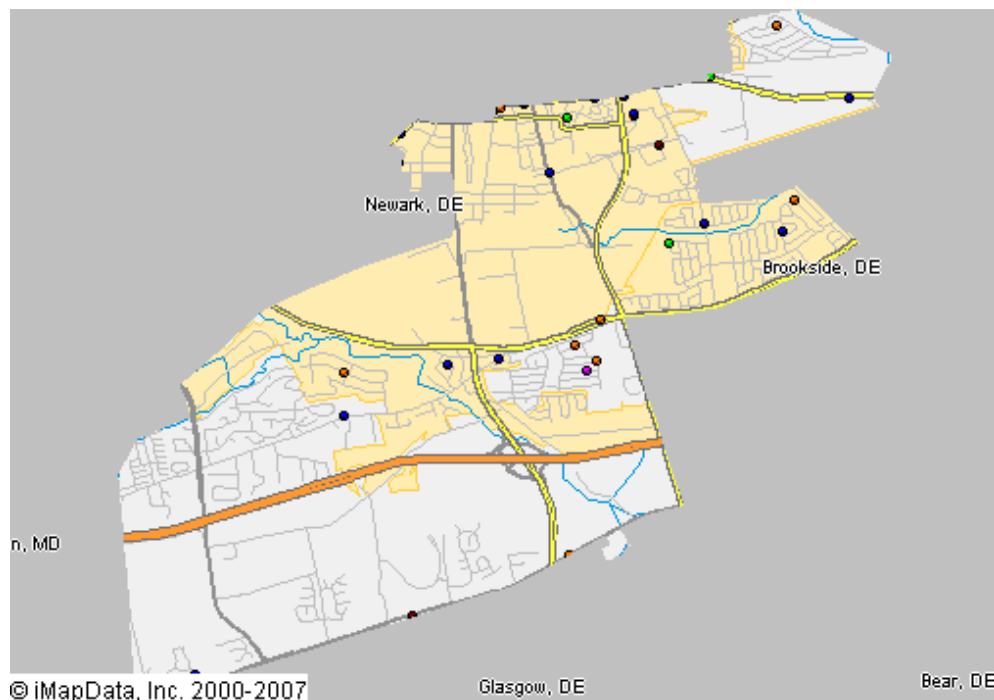 Newark, DE
Brookside, DE
n, MD
Glasgow, DE
Bear, DE
© iMapData, Inc. 2000-2007